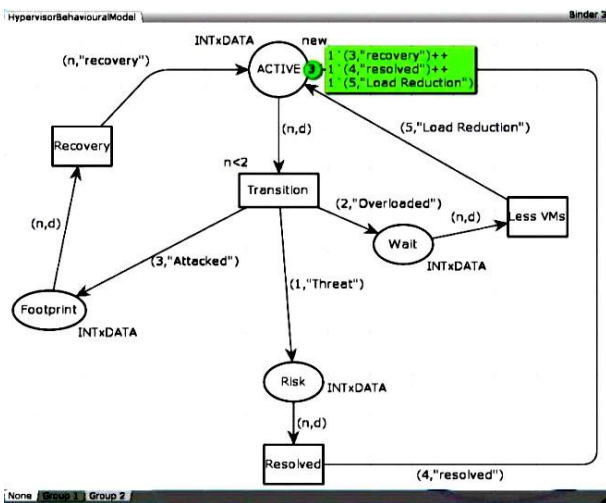 HypervisorBehaviouralModel
Binder 3
INTxDATA
new
(n,"recovery")
ACTIVE
3
1`(3,"recovery")++
1`(4,"resolved")++
1`(5,"Load Reduction")
(5,"Load Reduction")
Recovery
(n,d)
n<2
Transition
(2,"Overloaded")
(n,d)
Less VMs
(n,d)
Wait
(3,"Attacked")
INTxDATA
(1,"Threat")
Footprint
INTxDATA
Risk
INTxDATA
(n,d)
Resolved
(4,"resolved")
None
Group 1
Group 2